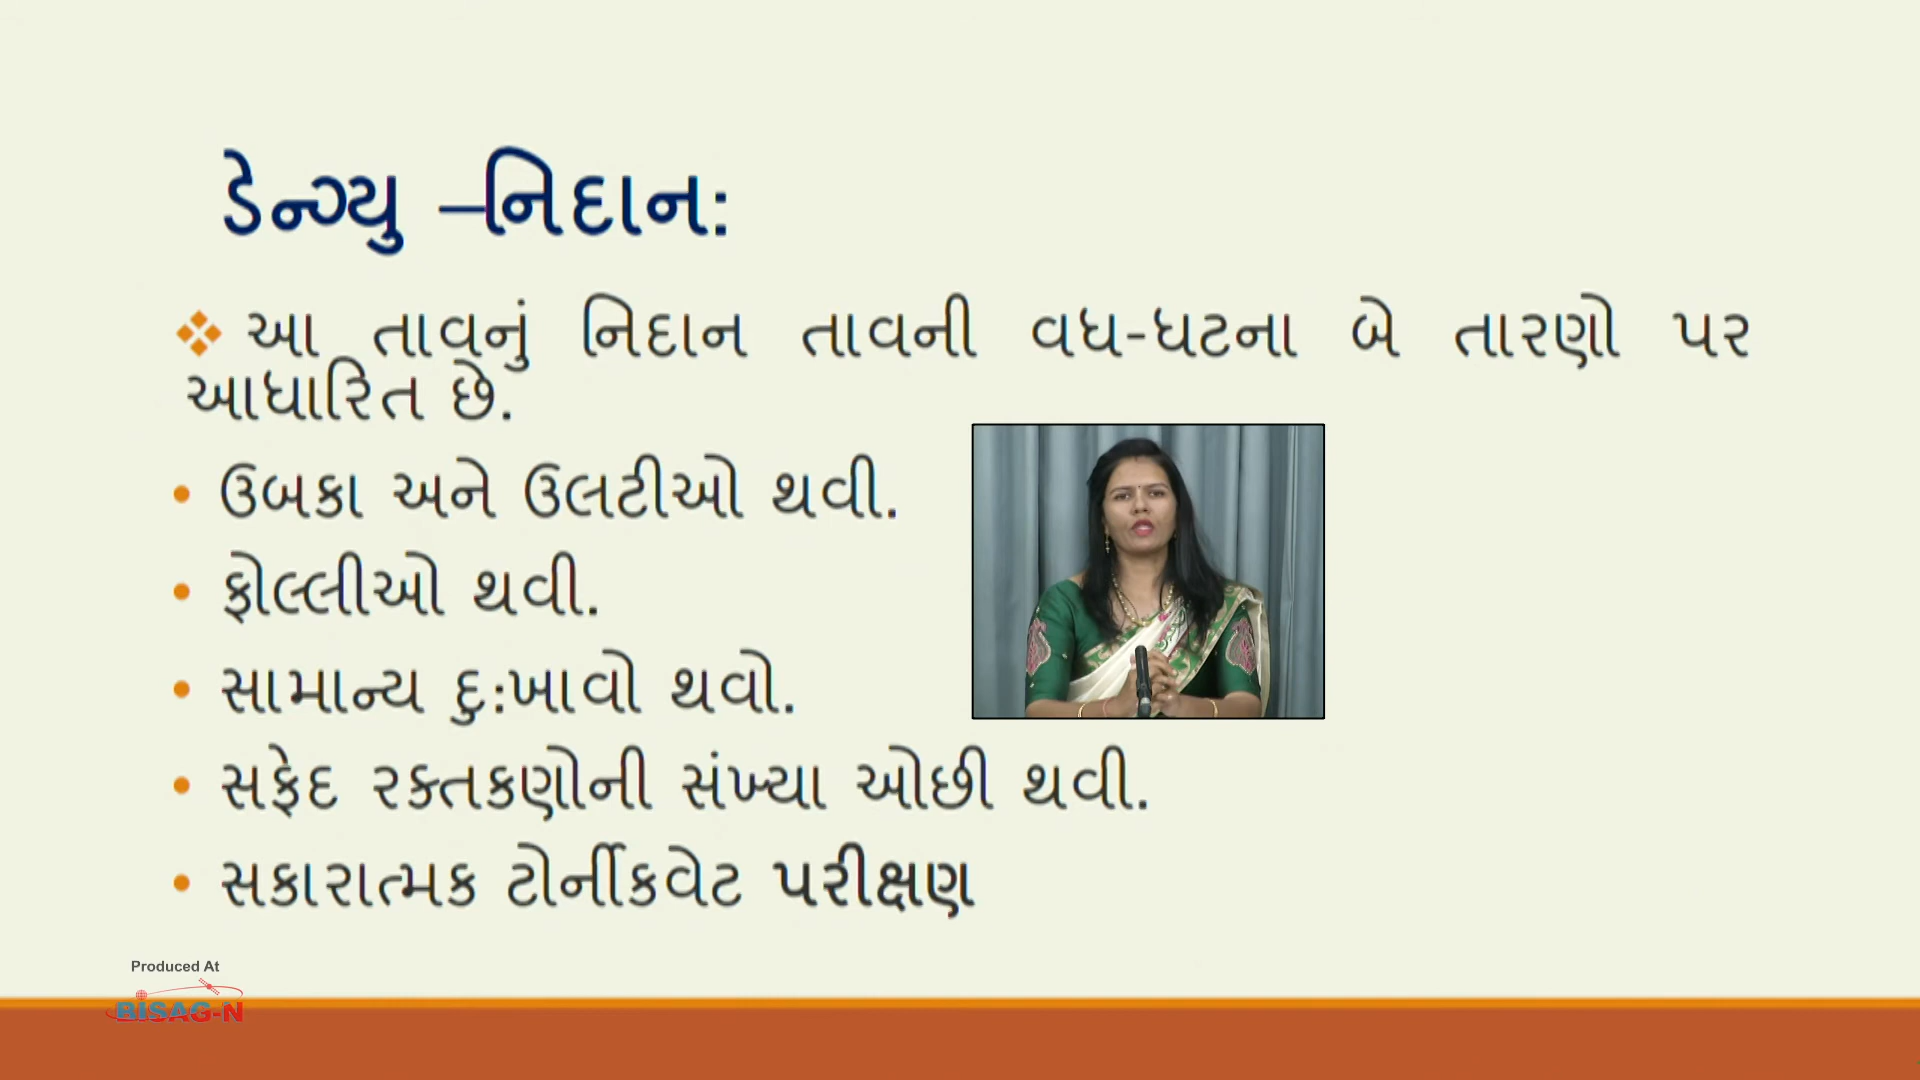 ડેન્ગ્યુ –નિદાન:
આ તાવનું નિદાન તાવની વધ-ધટના બે તારણો પર
આધારિત છે.
ઉબકા અને ઉલટીઓ થવી.
ફોલ્લીઓ થવી.
સામાન્ય દુ:ખાવો થવો.
સફેદ રક્તકણોની સંખ્યા ઓછી થવી.
સકારાત્મક ટોર્નીકવેટ પરીક્ષણ
Produced At
BISAG-N